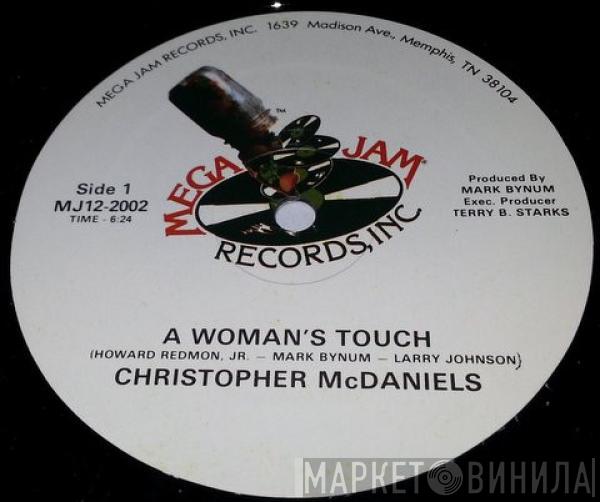 MEGA JAM RECORDS, INC. 1639 Madison Ave., Memphis, TN 38104
TM
MEGA JAM
RECORDS, INC
Side 1
MJ12-2002
TIME - 6:24
Produced By
MARK BYNUM
Exec. Producer
TERRY B. STARKS
A WOMAN'S TOUCH
(HOWARD REDMON, JR. – MARK BYNUM – LARRY JOHNSON)
CHRISTOPHER McDANIELS
МАРКЕТ ВИНИЛА